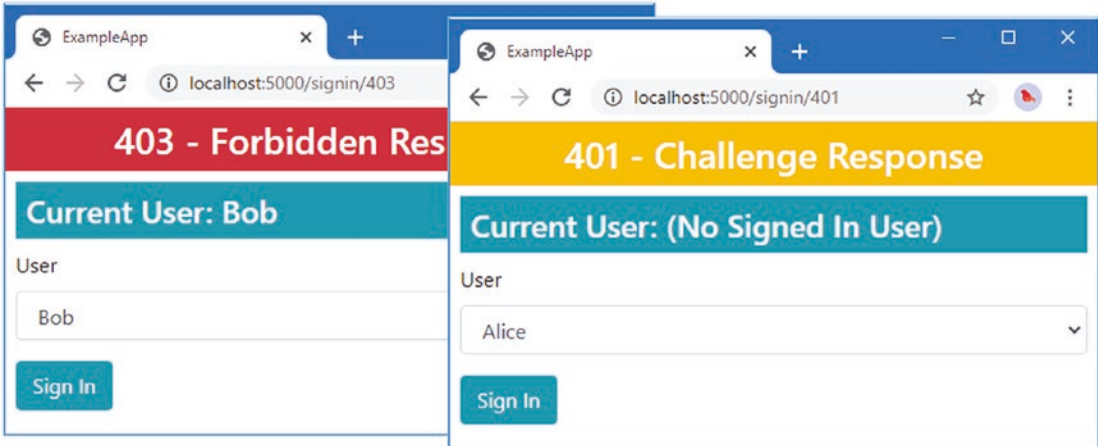 ExampleApp
localhost:5000/signin/403
403 - Forbidden Res
Current User: Bob
User
Bob
Sign In
ExampleApp
localhost:5000/signin/401
401 - Challenge Response
Current User: (No Signed In User)
User
Alice
Sign In